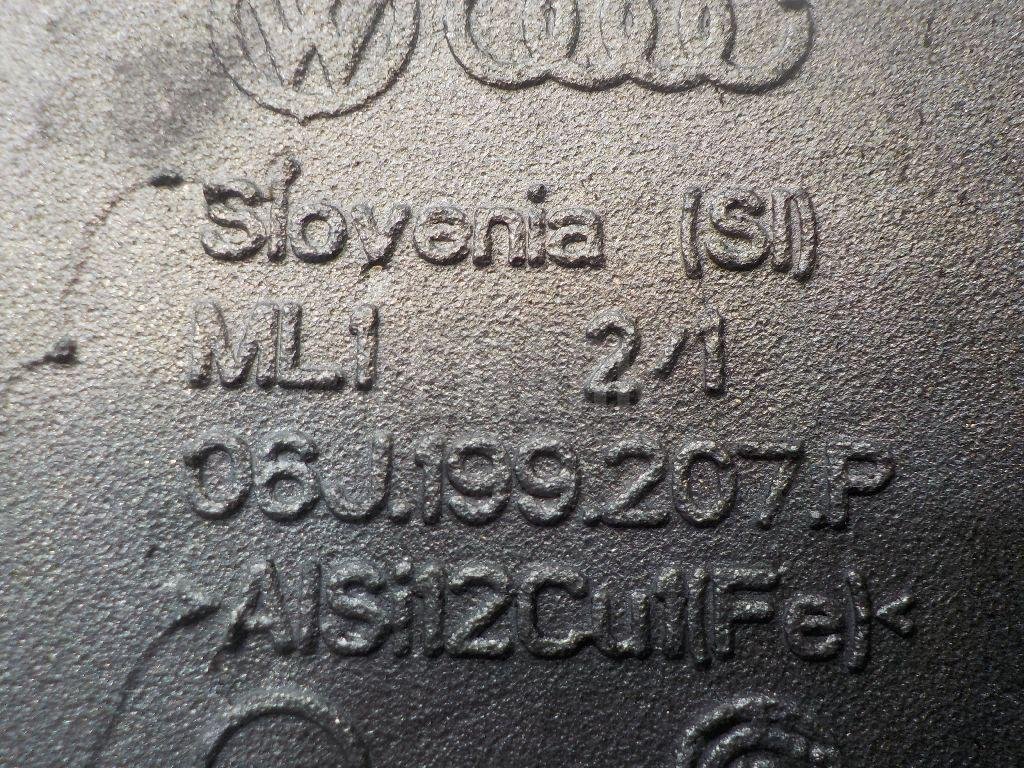 Slovenia (SI)
ML1 2/1
06J.199.207.P
>AlSi12Cu1(Fe)<